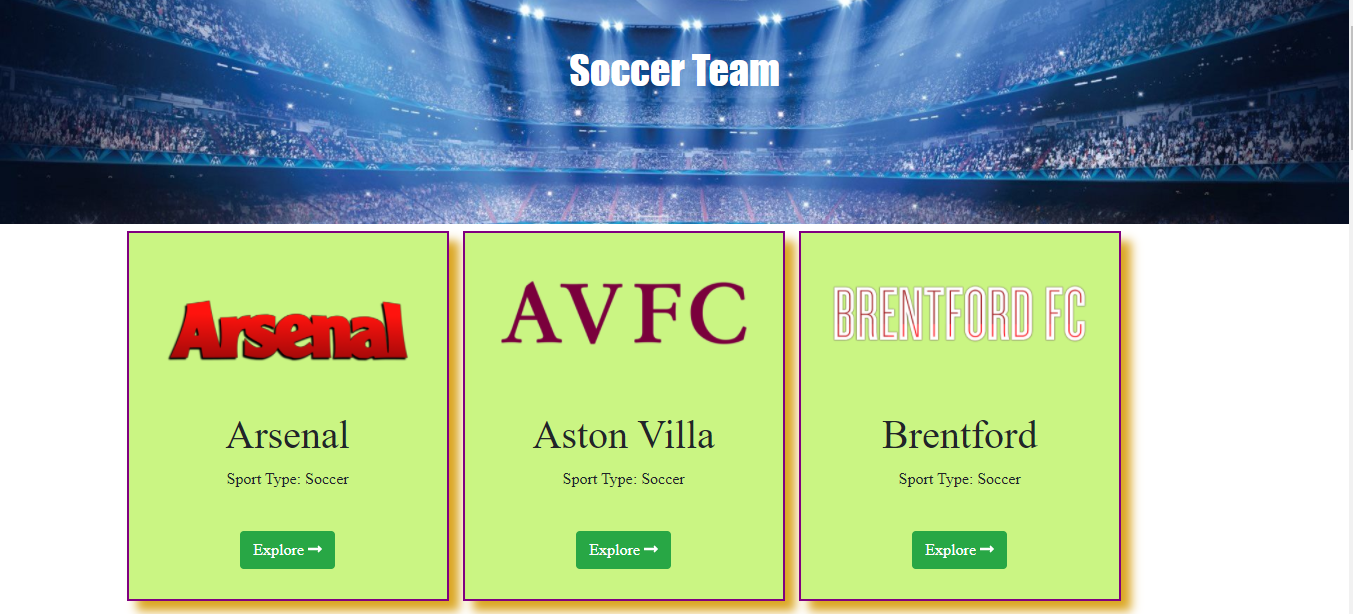 Soccer Team
Arsenal
AVFC
BRENTFORD FC
Arsenal
Aston Villa
Brentford
Sport Type: Soccer
Sport Type: Soccer
Sport Type: Soccer
Explore →
Explore →
Explore →